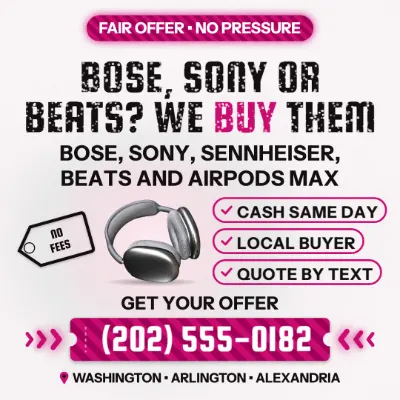 FAIR OFFER • NO PRESSURE
BOSE, SONY OR
BEATS? WE BUY THEM
BOSE, SONY, SENNHEISER,
BEATS AND AIRPODS MAX
NO
FEES
CASH SAME DAY
LOCAL BUYER
QUOTE BY TEXT
GET YOUR OFFER
(202) 555-0182
WASHINGTON • ARLINGTON • ALEXANDRIA